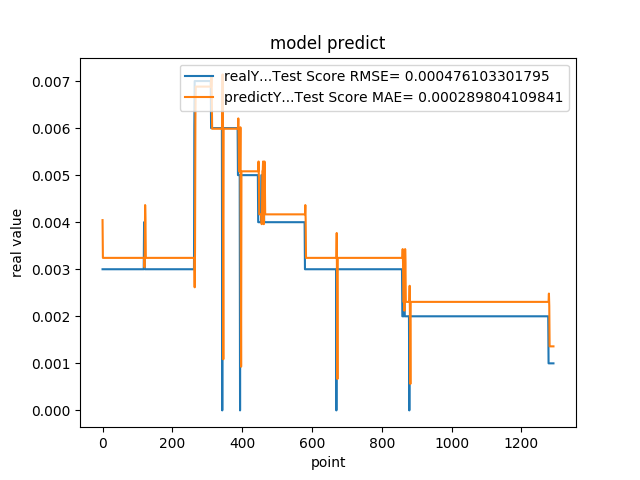 model predict
realY...Test Score RMSE= 0.000476103301795
predictY...Test Score MAE= 0.000289804109841
0.007
0.006
0.005
0.004
0.003
0.002
0.001
0.000
real value
0 200 400 600 800 1000 1200
point